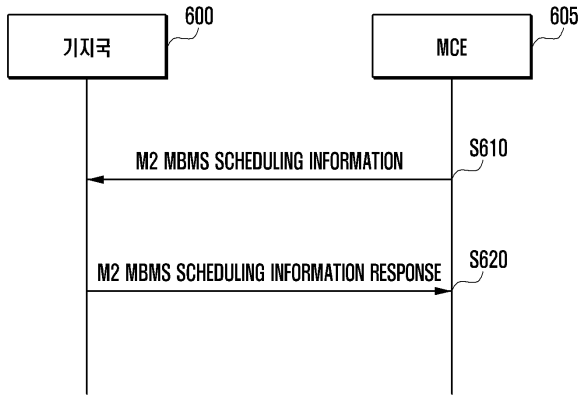 600
605
기지국
MCE
M2 MBMS SCHEDULING INFORMATION
S610
M2 MBMS SCHEDULING INFORMATION RESPONSE
S620